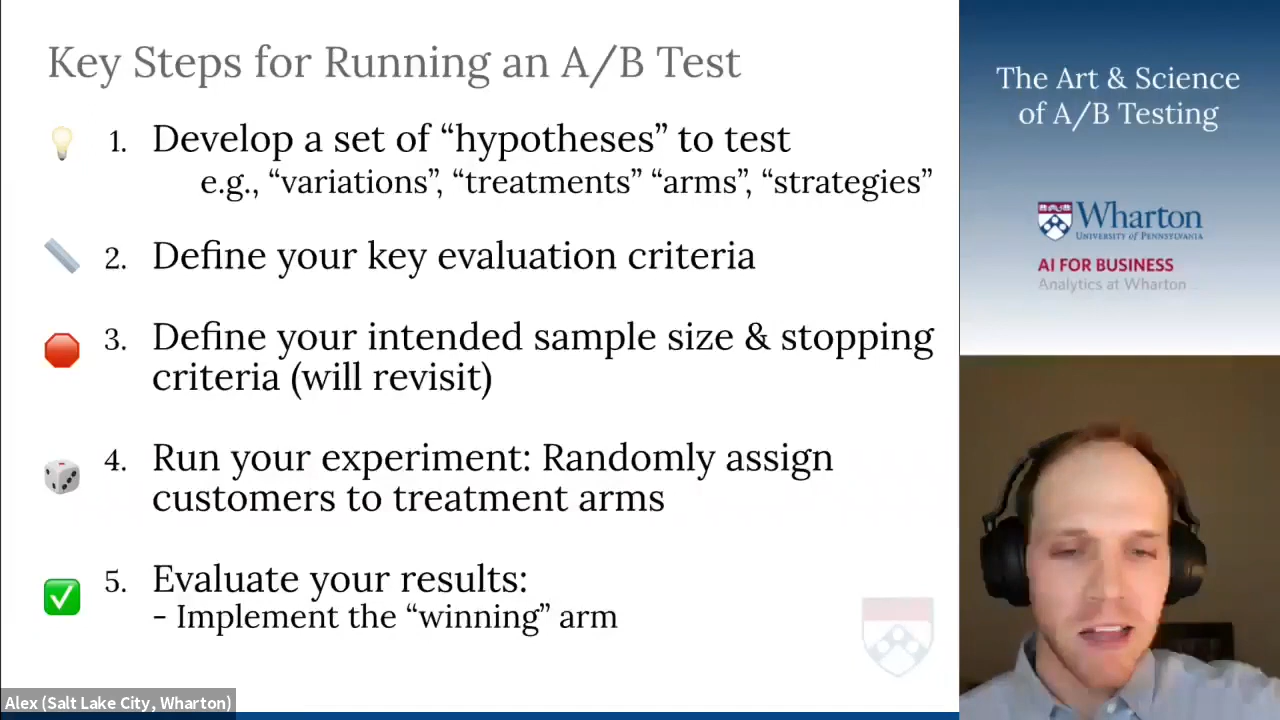 Key Steps for Running an A/B Test
1. Develop a set of “hypotheses” to test
e.g., “variations”, “treatments” “arms”, “strategies”
2. Define your key evaluation criteria
3. Define your intended sample size & stopping
criteria (will revisit)
4. Run your experiment: Randomly assign
customers to treatment arms
5. Evaluate your results:
- Implement the “winning” arm
The Art & Science
of A/B Testing
Wharton
UNIVERSITY of PENNSYLVANIA
AI FOR BUSINESS
Analytics at Wharton
Alex (Salt Lake City, Wharton)